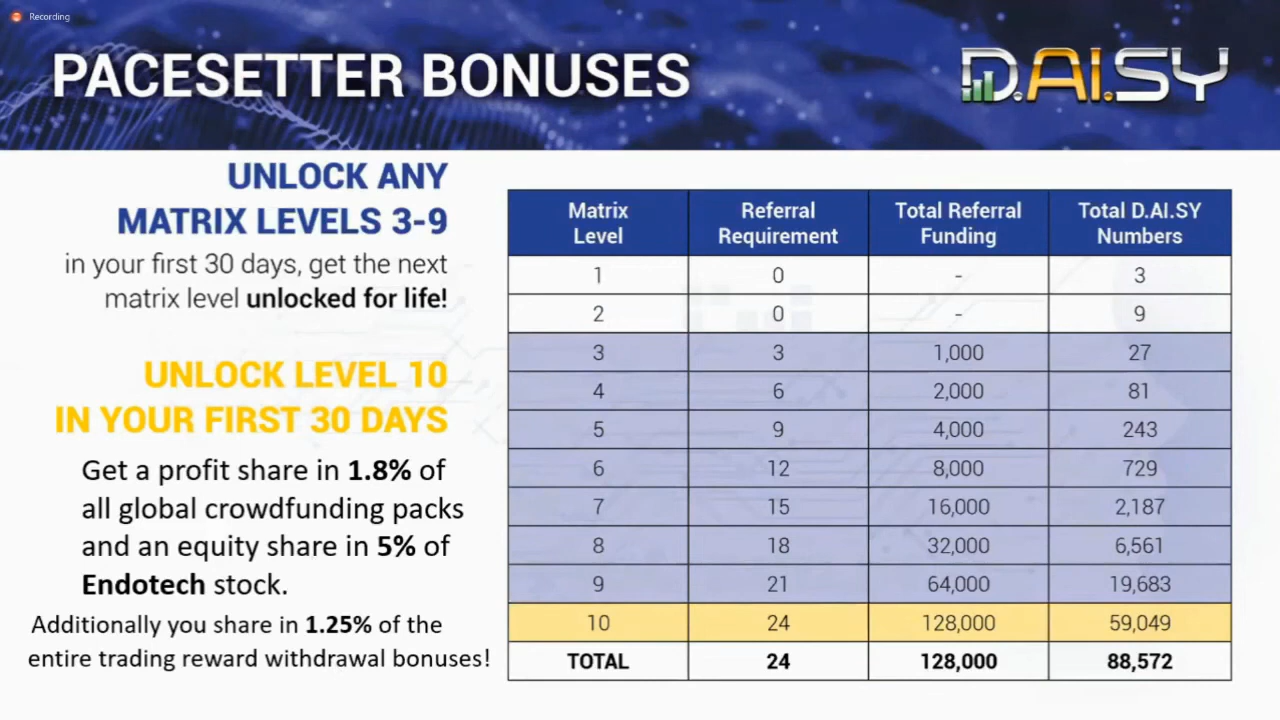 Recording
PACESETTER BONUSES
D.AI.SY
UNLOCK ANY
MATRIX LEVELS 3-9
in your first 30 days, get the next
matrix level unlocked for life!
UNLOCK LEVEL 10
IN YOUR FIRST 30 DAYS
Get a profit share in 1.8% of
all global crowdfunding packs
and an equity share in 5% of
Endotech stock.
Additionally you share in 1.25% of the
entire trading reward withdrawal bonuses!
Matrix Level Referral Requirement Total Referral Funding Total D.AI.SY Numbers
1 0 - 3
2 0 - 9
3 3 1,000 27
4 6 2,000 81
5 9 4,000 243
6 12 8,000 729
7 15 16,000 2,187
8 18 32,000 6,561
9 21 64,000 19,683
10 24 128,000 59,049
TOTAL 24 128,000 88,572